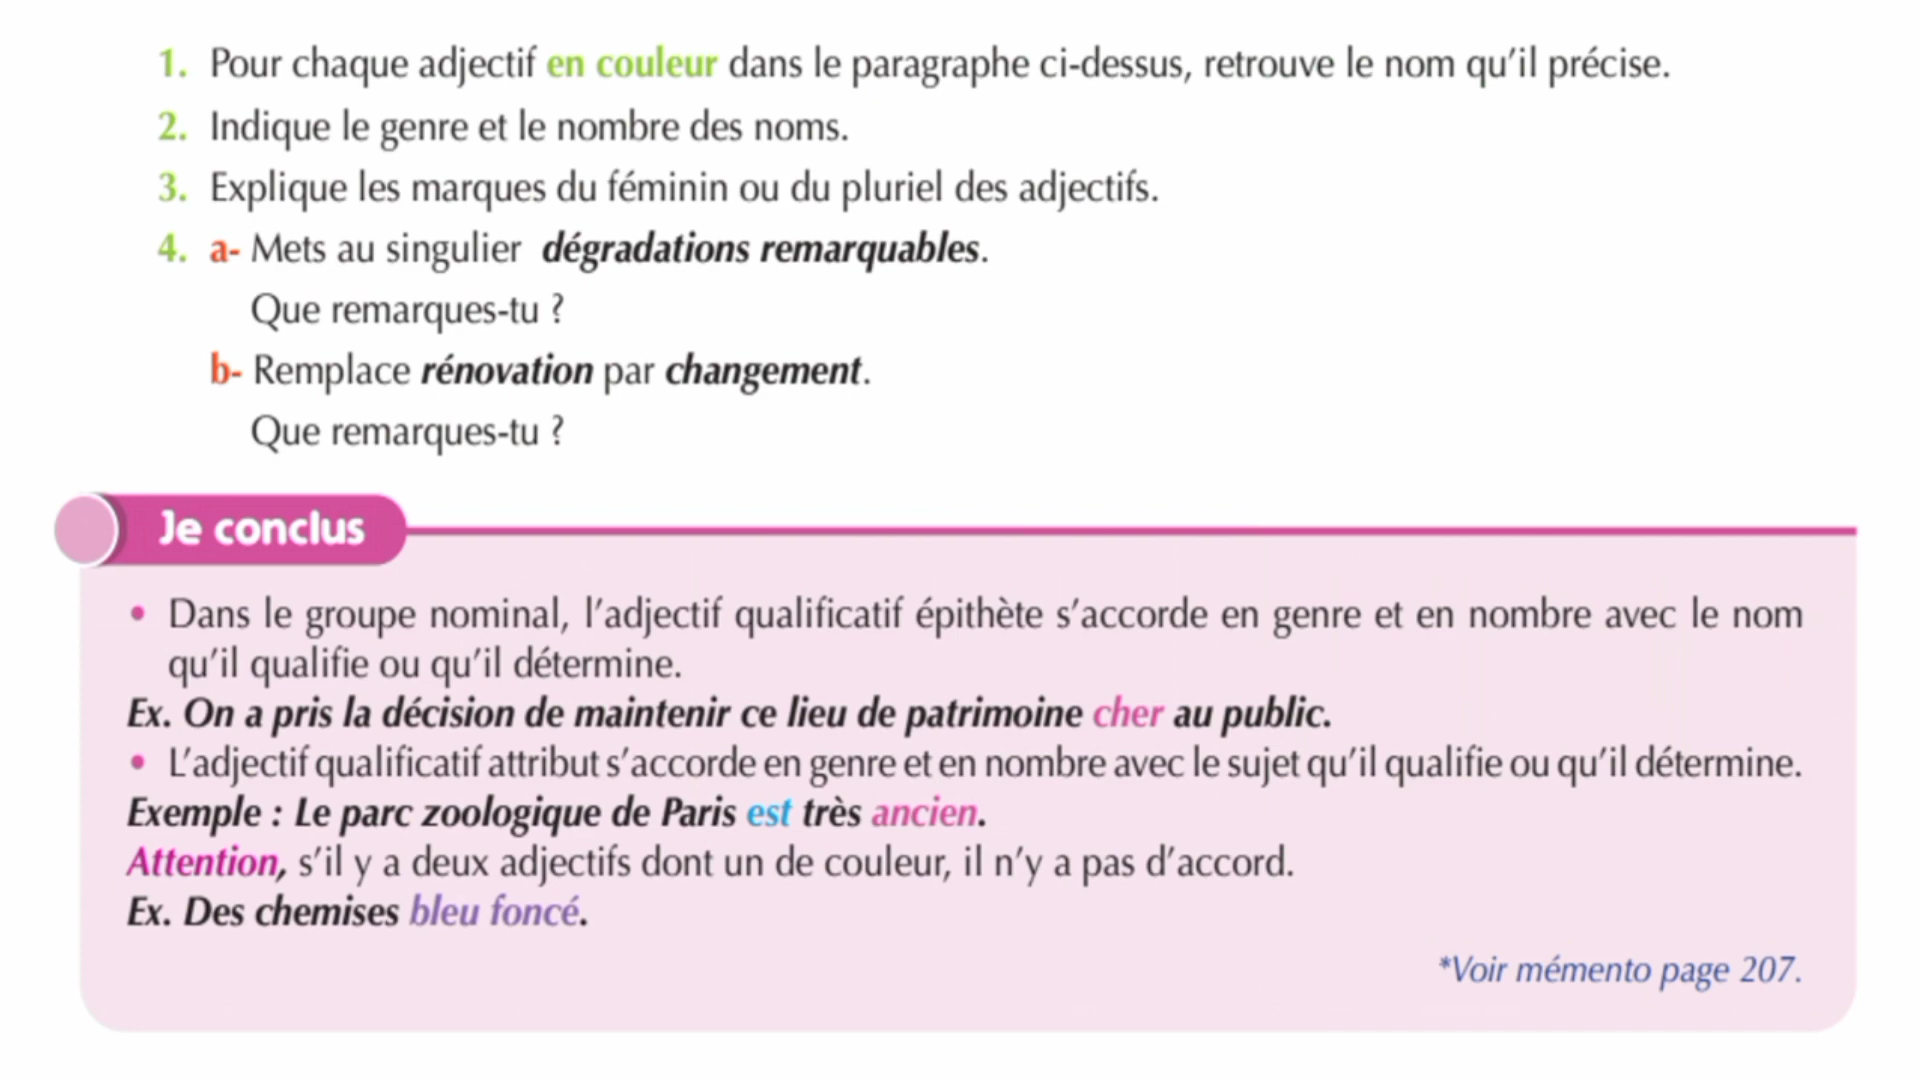 1. Pour chaque adjectif en couleur dans le paragraphe ci-dessus, retrouve le nom qu'il précise.
2. Indique le genre et le nombre des noms.
3. Explique les marques du féminin ou du pluriel des adjectifs.
4. a- Mets au singulier dégradations remarquables.
Que remarques-tu ?
b- Remplace rénovation par changement.
Que remarques-tu ?
Je conclus
• Dans le groupe nominal, l'adjectif qualificatif épithète s'accorde en genre et en nombre avec le nom
qu'il qualifie ou qu'il détermine.
Ex. On a pris la décision de maintenir ce lieu de patrimoine cher au public.
• L'adjectif qualificatif attribut s'accorde en genre et en nombre avec le sujet qu'il qualifie ou qu'il détermine.
Exemple : Le parc zoologique de Paris est très ancien.
Attention, s'il y a deux adjectifs dont un de couleur, il n'y a pas d'accord.
Ex. Des chemises bleu foncé.
*Voir mémento page 207.